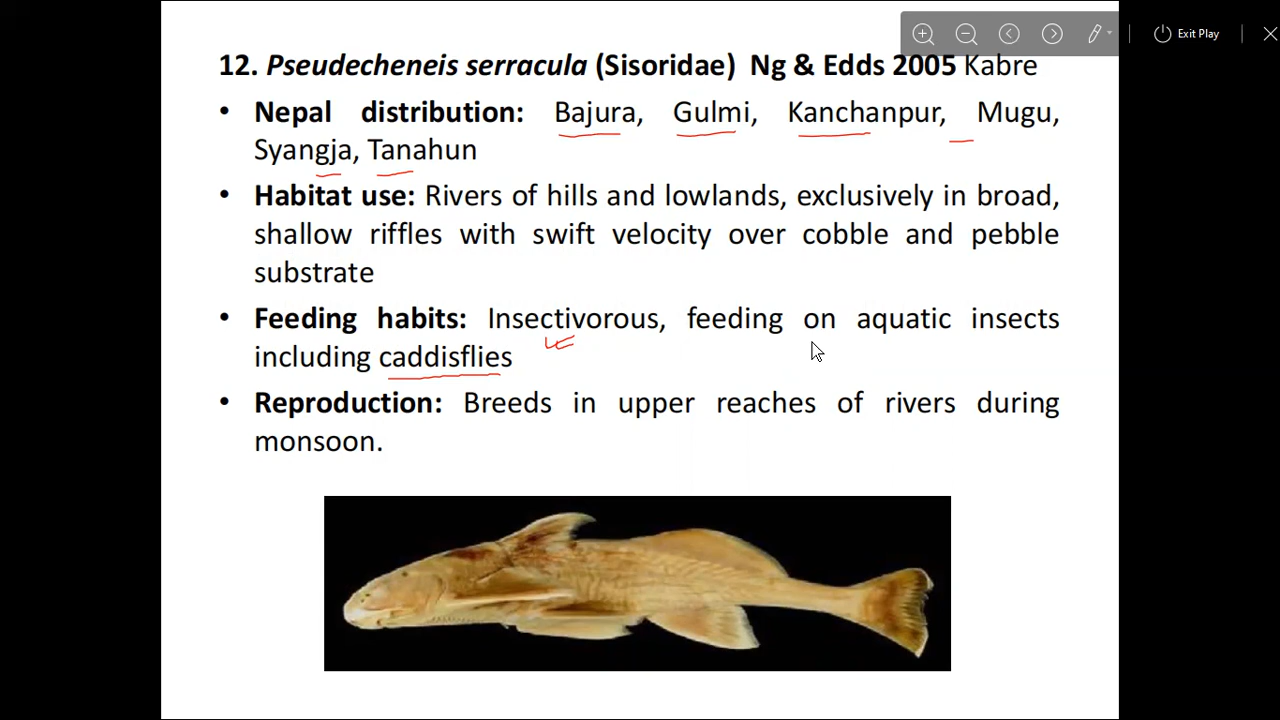 Exit Play
12. Pseudecheneis serracula (Sisoridae) Ng & Edds 2005 Kabre
• Nepal distribution: Bajura, Gulmi, Kanchanpur, Mugu,
Syangja, Tanahun
• Habitat use: Rivers of hills and lowlands, exclusively in broad,
shallow riffles with swift velocity over cobble and pebble
substrate
• Feeding habits: Insectivorous, feeding on aquatic insects
including caddisflies
• Reproduction: Breeds in upper reaches of rivers during
monsoon.